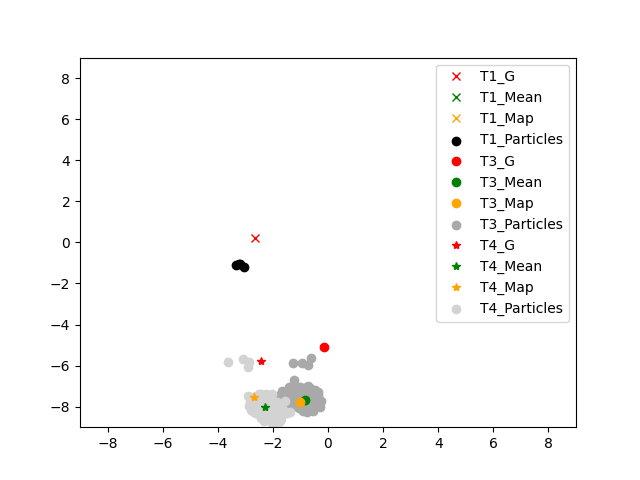 8
6
4
2
0
−2
−4
−6
−8
−8
−6
−4
−2
0
2
4
6
8
T1_G
T1_Mean
T1_Map
T1_Particles
T3_G
T3_Mean
T3_Map
T3_Particles
T4_G
T4_Mean
T4_Map
T4_Particles